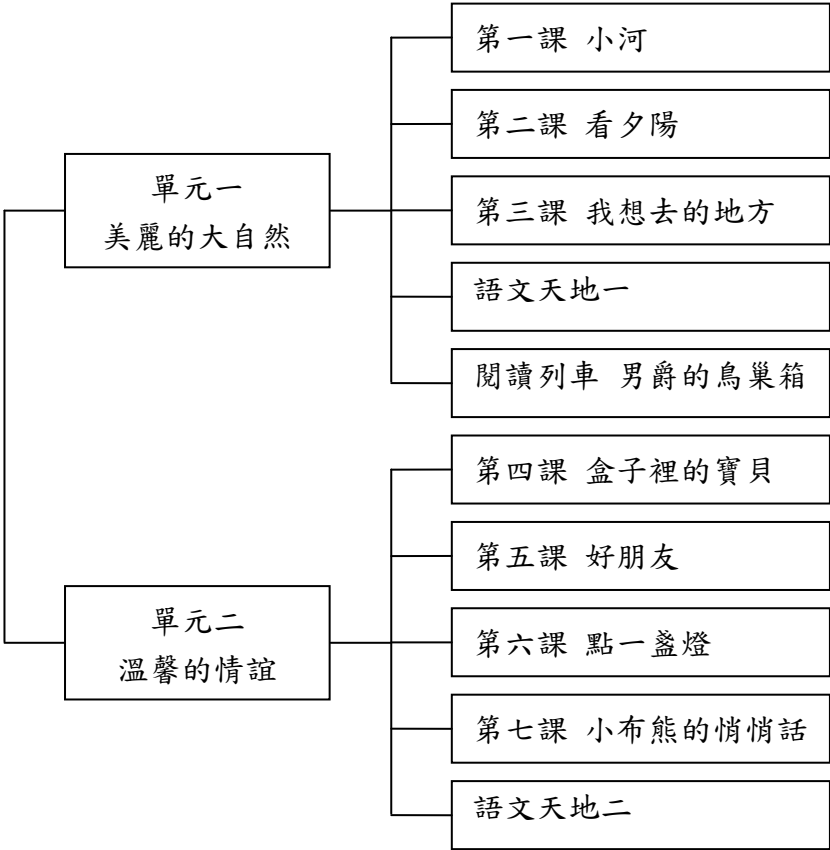 單元一
美麗的大自然
第一課 小河
第二課 看夕陽
第三課 我想去的地方
語文天地一
閱讀列車 男爵的鳥巢箱
單元二
溫馨的情誼
第四課 盒子裡的寶貝
第五課 好朋友
第六課 點一盞燈
第七課 小布熊的悄悄話
語文天地二